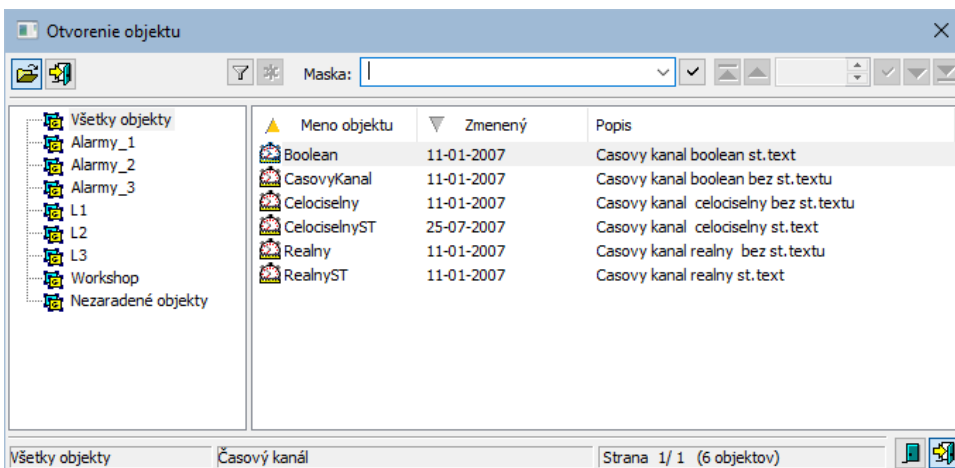 Otvorenie objektu
Maska:
Všetky objekty
Alarmy_1
Alarmy_2
Alarmy_3
L1
L2
L3
Workshop
Nezaradené objekty
Meno objektu Zmenený Popis
Boolean 11-01-2007 Casovy kanal boolean st.text
CasovyKanal 11-01-2007 Casovy kanal boolean bez st.textu
Celociselny 11-01-2007 Casovy kanal  celociselny bez st.textu
CelociselnyST 25-07-2007 Casovy kanal  celociselny st.text
Realny 11-01-2007 Casovy kanal realny  bez st.textu
RealnyST 11-01-2007 Casovy kanal realny st.text
Všetky objekty Časový kanál Strana  1/ 1  (6 objektov)